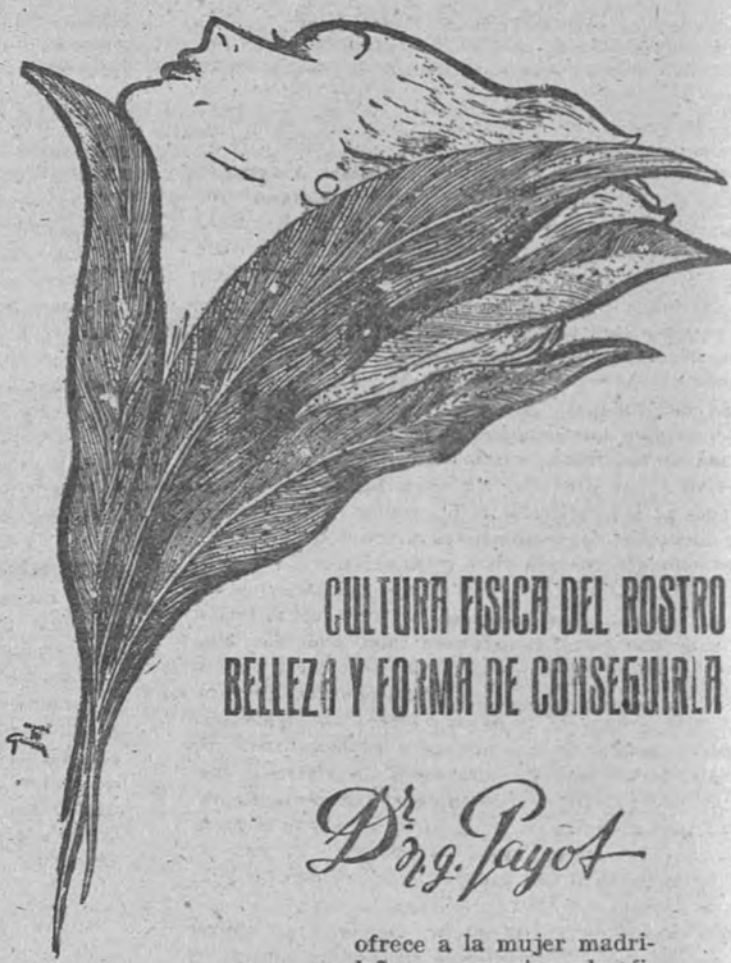 CULTURA FISICA DEL ROSTRO
BELLEZA Y FORMA DE CONSEGUIRLA
Dr. N. G. Payot
ofrece a la mujer madri-